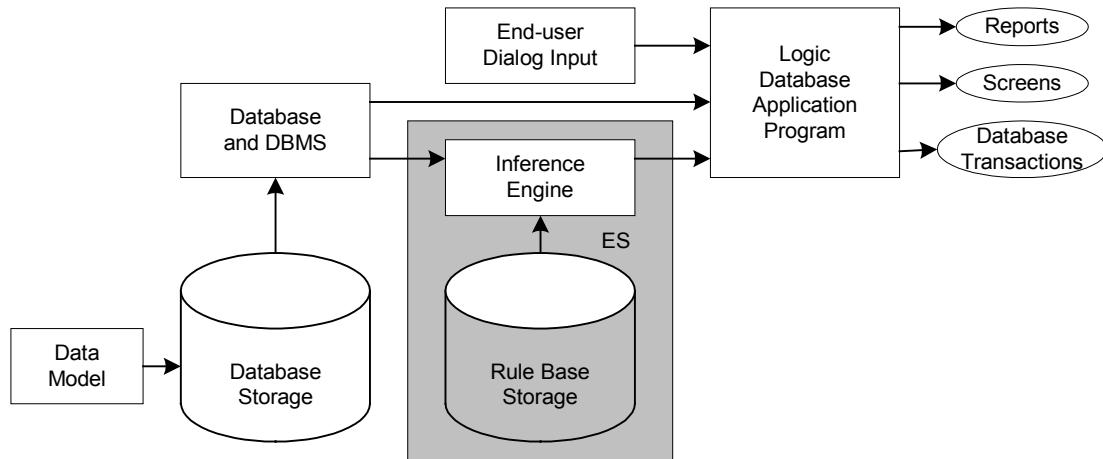 End-user
Dialog Input
Logic
Database
Application
Program
Reports
Screens
Database
Transactions
Database
and DBMS
Inference
Engine
ES
Data
Model
Database
Storage
Rule Base
Storage